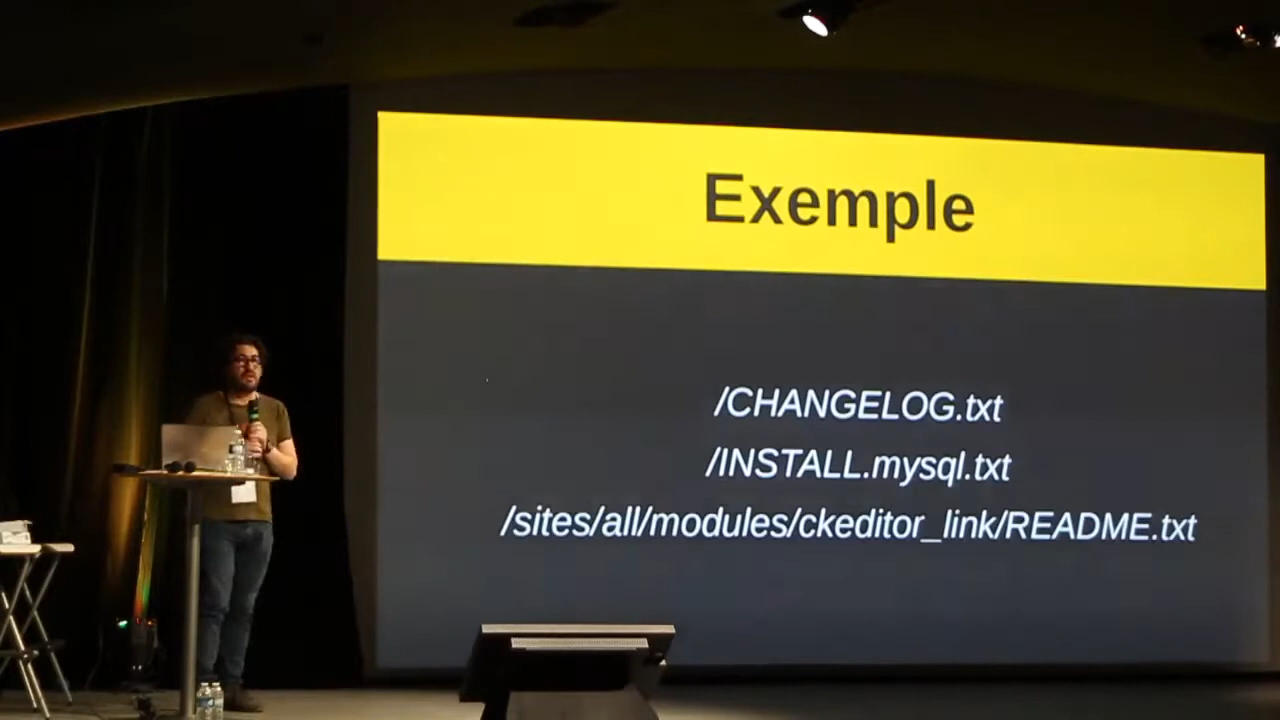 Exemple
/CHANGELOG.txt
/INSTALL.mysql.txt
/sites/all/modules/ckeditor_link/README.txt